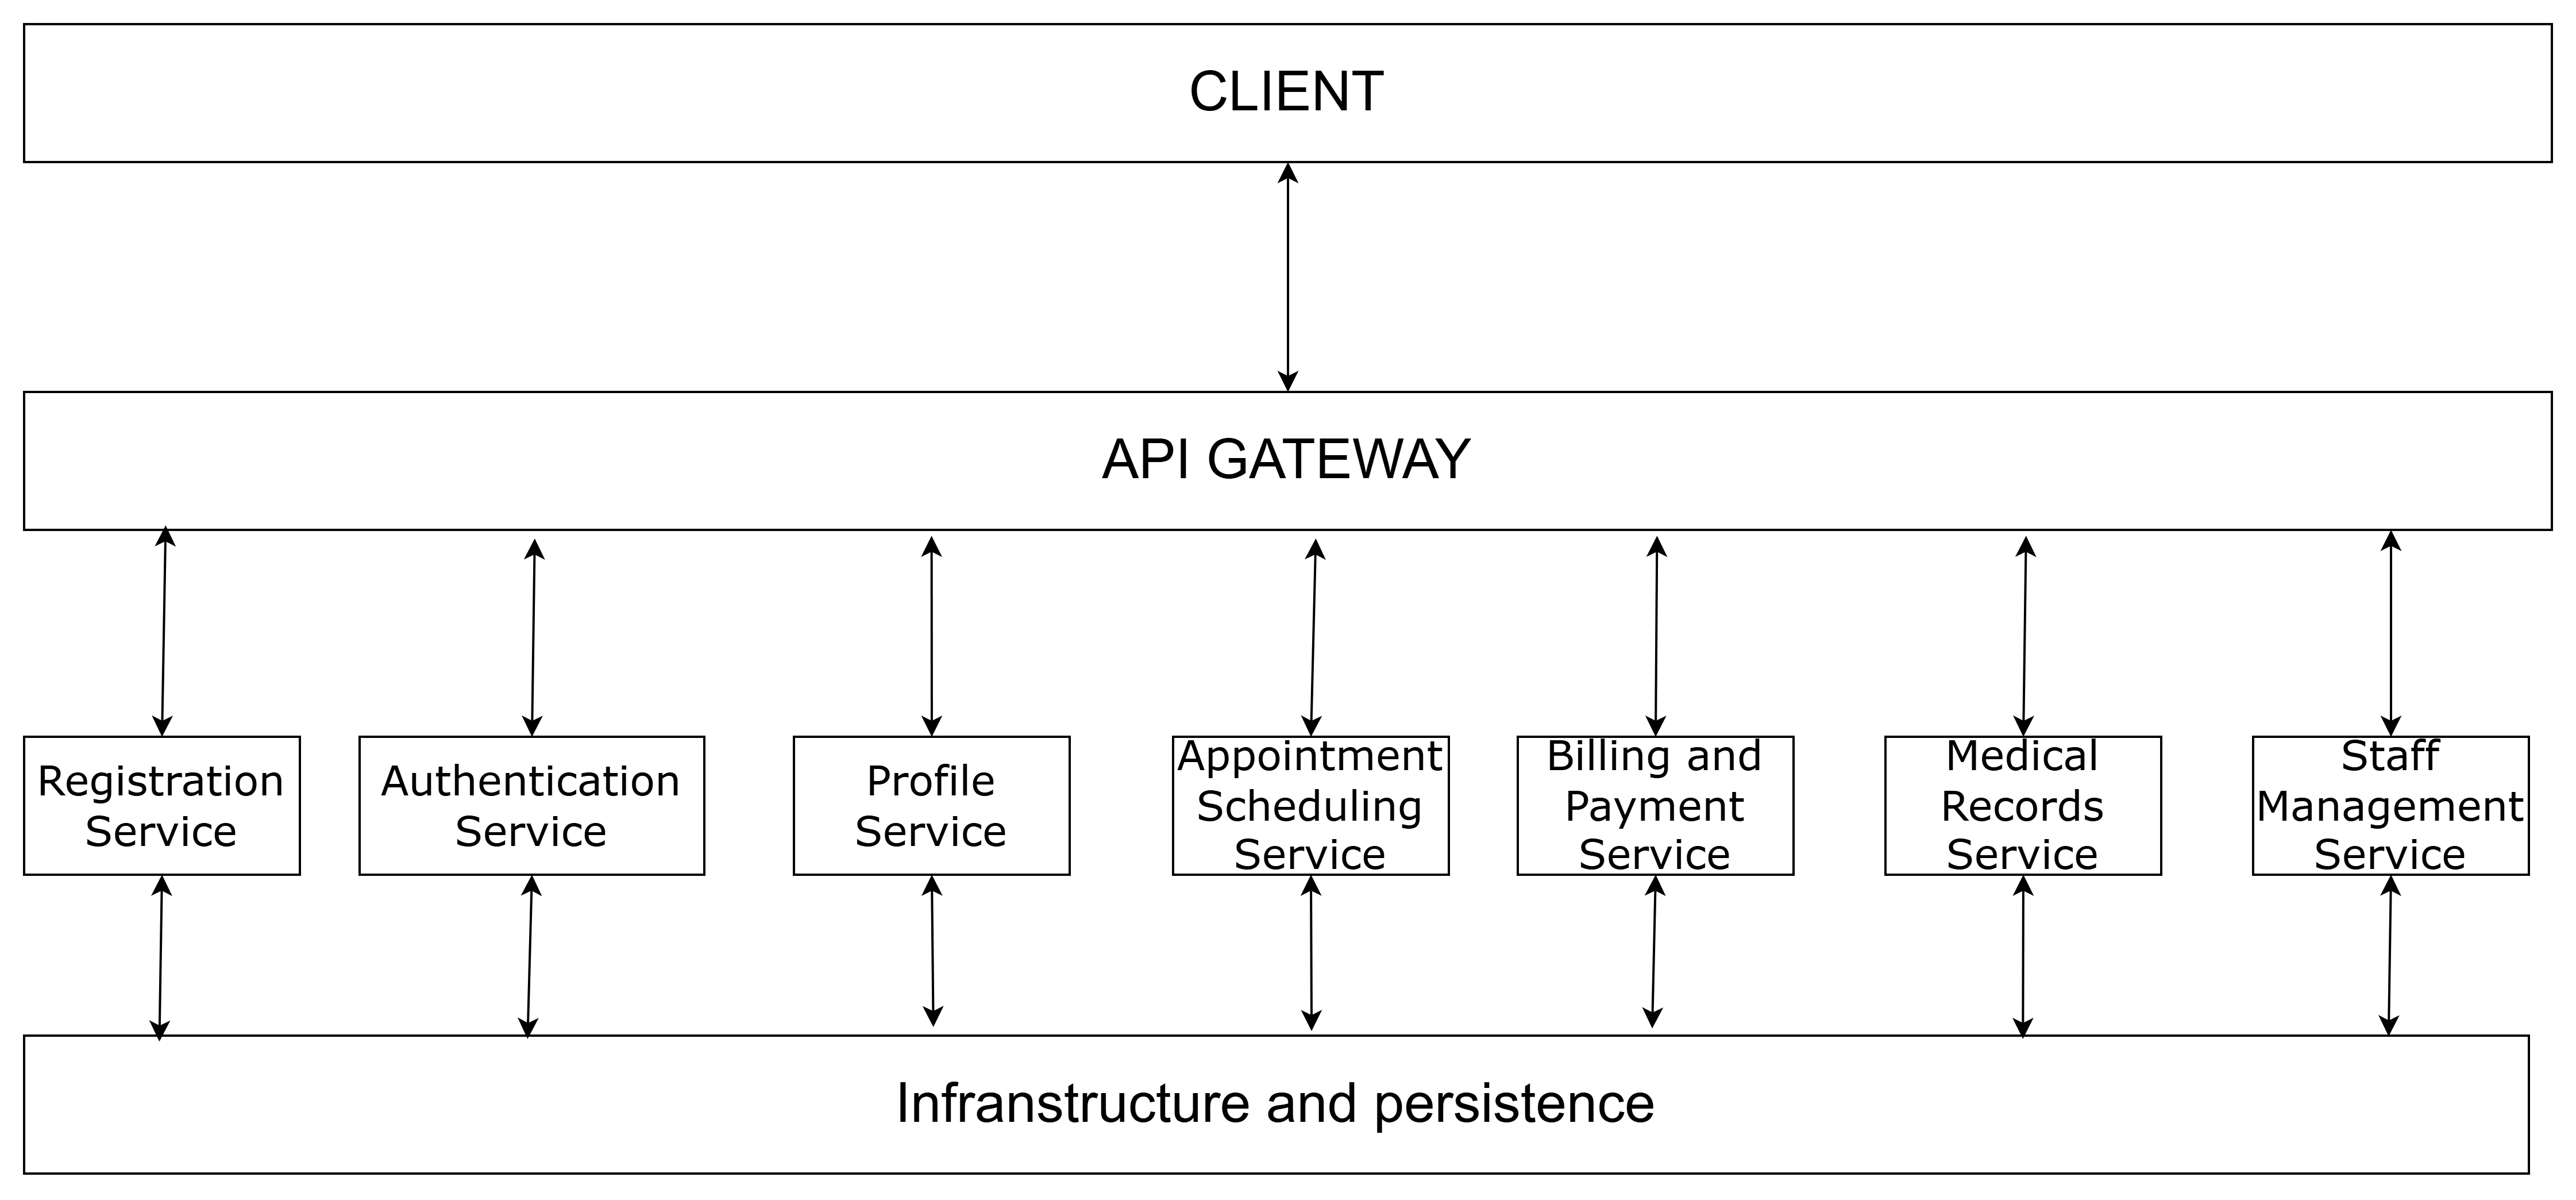 CLIENT
API GATEWAY
Registration
Service
Authentication
Service
Profile
Service
Appointment
Scheduling
Service
Billing and
Payment
Service
Medical
Records
Service
Staff
Management
Service
Infranstructure and persistence